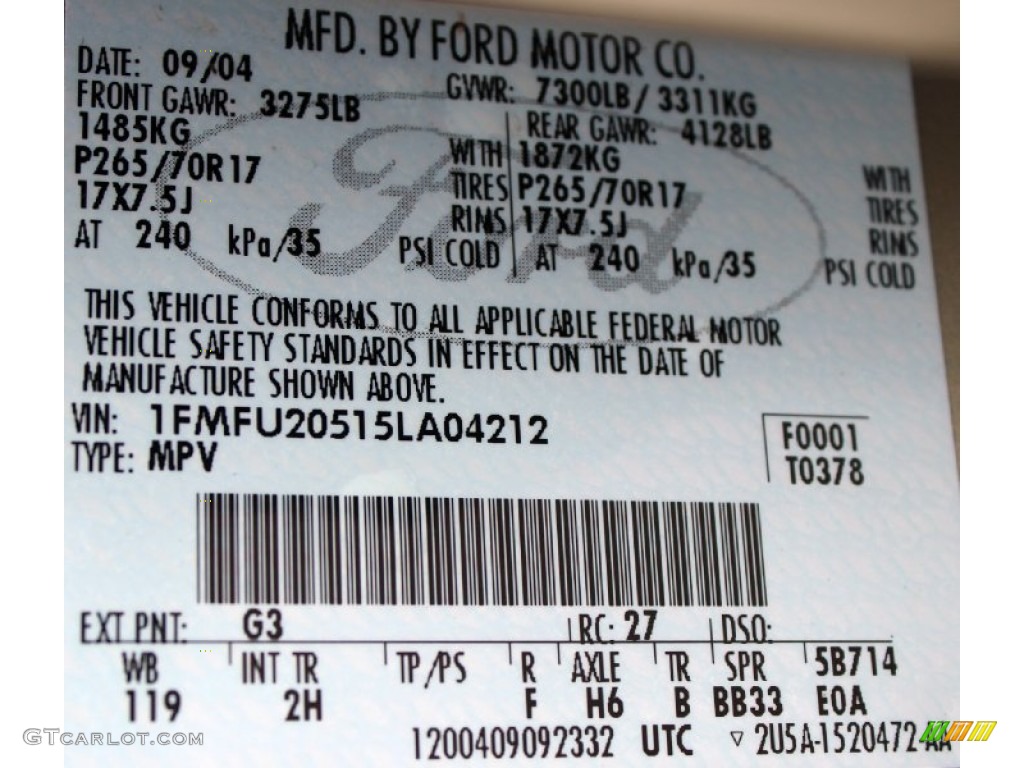 MFD. BY FORD MOTOR CO.
DATE: 09/04 GVWR: 7300LB / 3311KG
FRONT GAWR: 3275LB REAR GAWR: 4128LB
1485KG WITH 1872KG WITH
P265/70R17 TIRES P265/70R17 TIRES
17X7.5J RIMS 17X7.5J RIMS
AT 240 kPa/35 PSI COLD AT 240 kPa/35 PSI COLD
Ford
THIS VEHICLE CONFORMS TO ALL APPLICABLE FEDERAL MOTOR
VEHICLE SAFETY STANDARDS IN EFFECT ON THE DATE OF
MANUFACTURE SHOWN ABOVE.
VIN: 1FMFU20515LA04212 F0001
TYPE: MPV T0378
EXT PNT: G3 RC: 27 DSO:
WB INT TR TP/PS R AXLE TR SPR 5B714
119 2H F H6 B BB33 E0A
1200409092332 UTC ▽ 2U5A-1520472-AA
GTCarLot.com